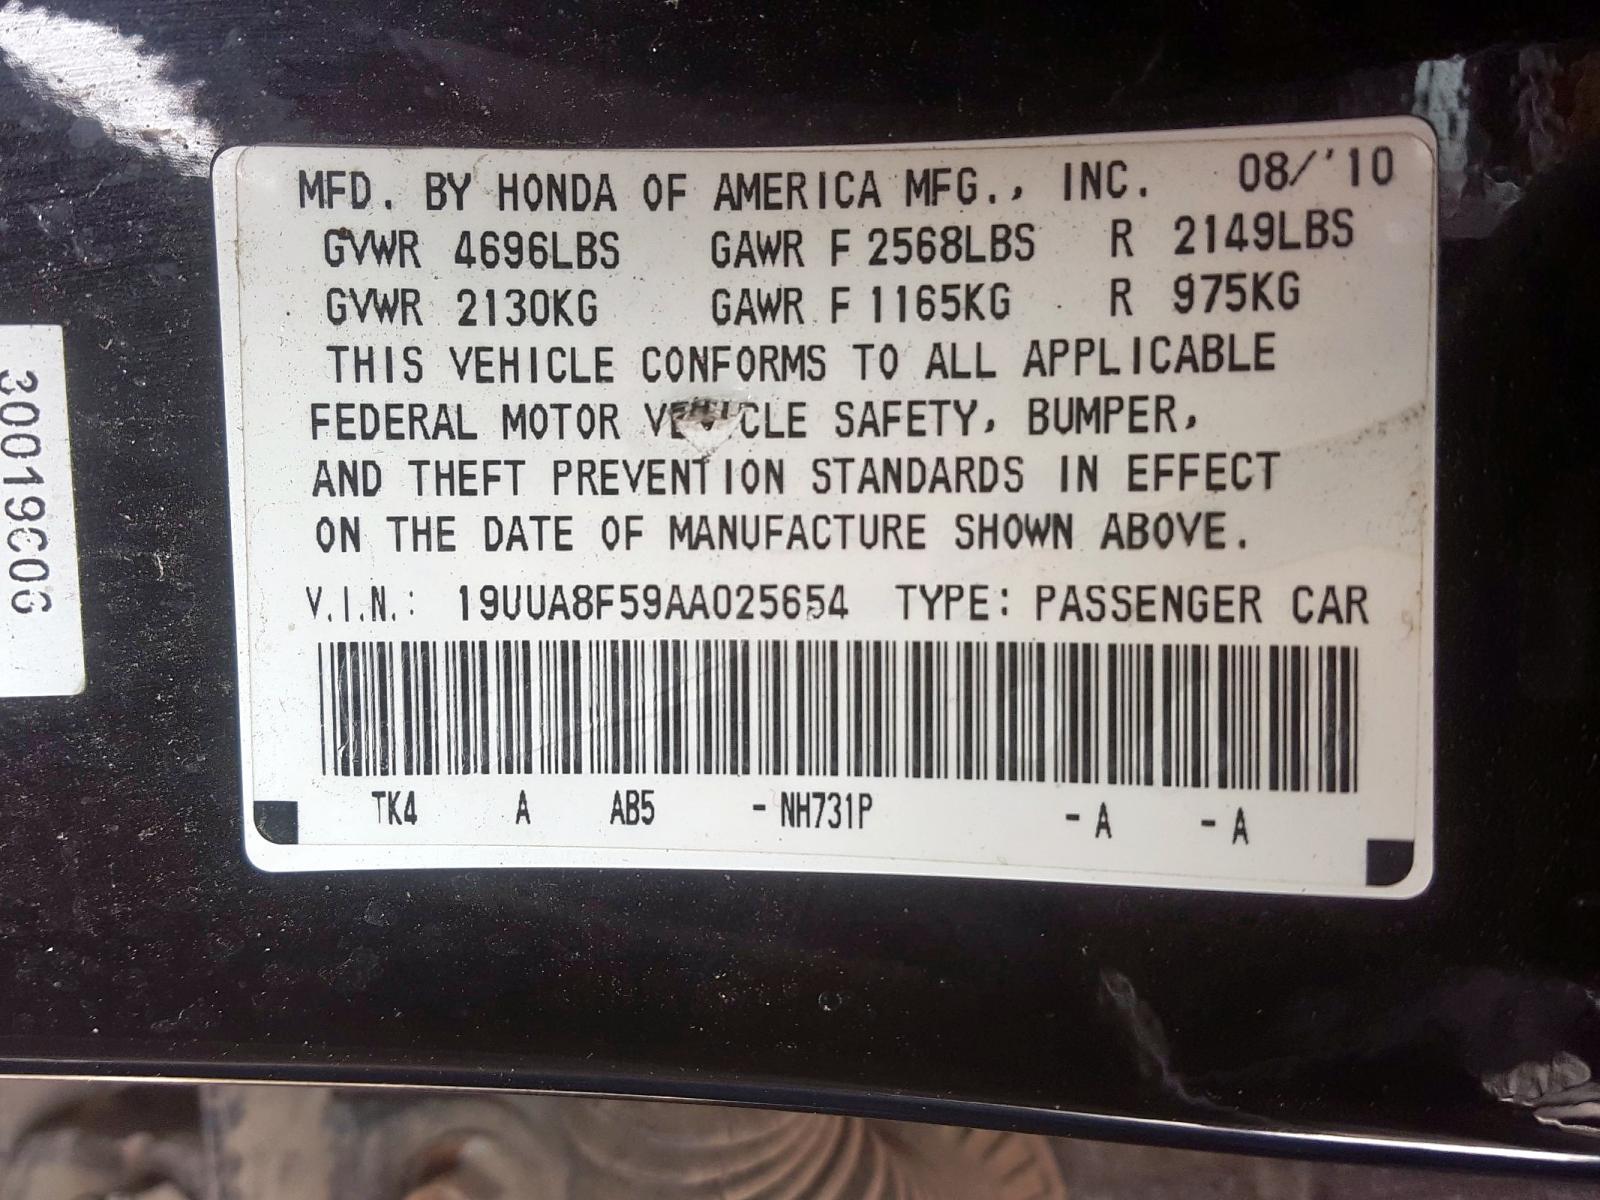 MFD. BY HONDA OF AMERICA MFG., INC. 08/'10
GVWR 4696LBS GAWR F 2568LBS R 2149LBS
GVWR 2130KG GAWR F 1165KG R 975KG
THIS VEHICLE CONFORMS TO ALL APPLICABLE
FEDERAL MOTOR VEHICLE SAFETY, BUMPER,
AND THEFT PREVENTION STANDARDS IN EFFECT
ON THE DATE OF MANUFACTURE SHOWN ABOVE.
V.I.N.: 19UUA8F59AA025654 TYPE: PASSENGER CAR
TK4 A AB5 -NH731P -A -A